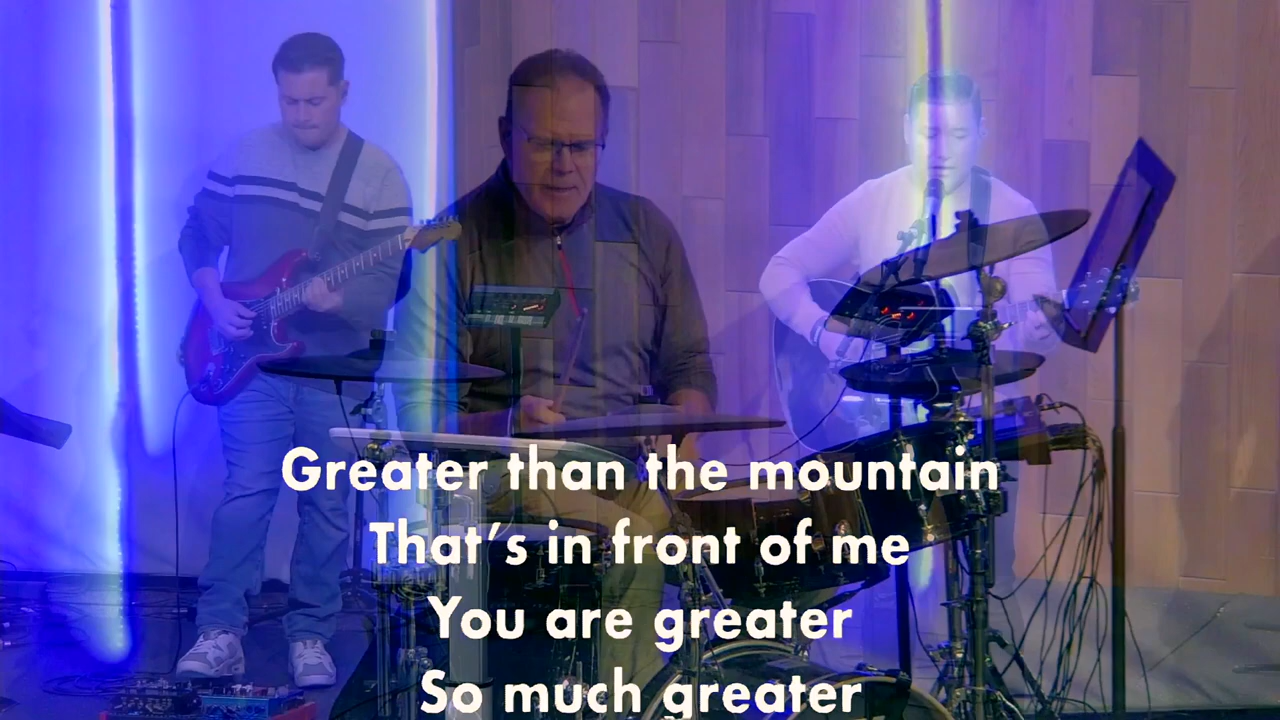 Greater than the mountain
That's in front of me
You are greater
So much greater